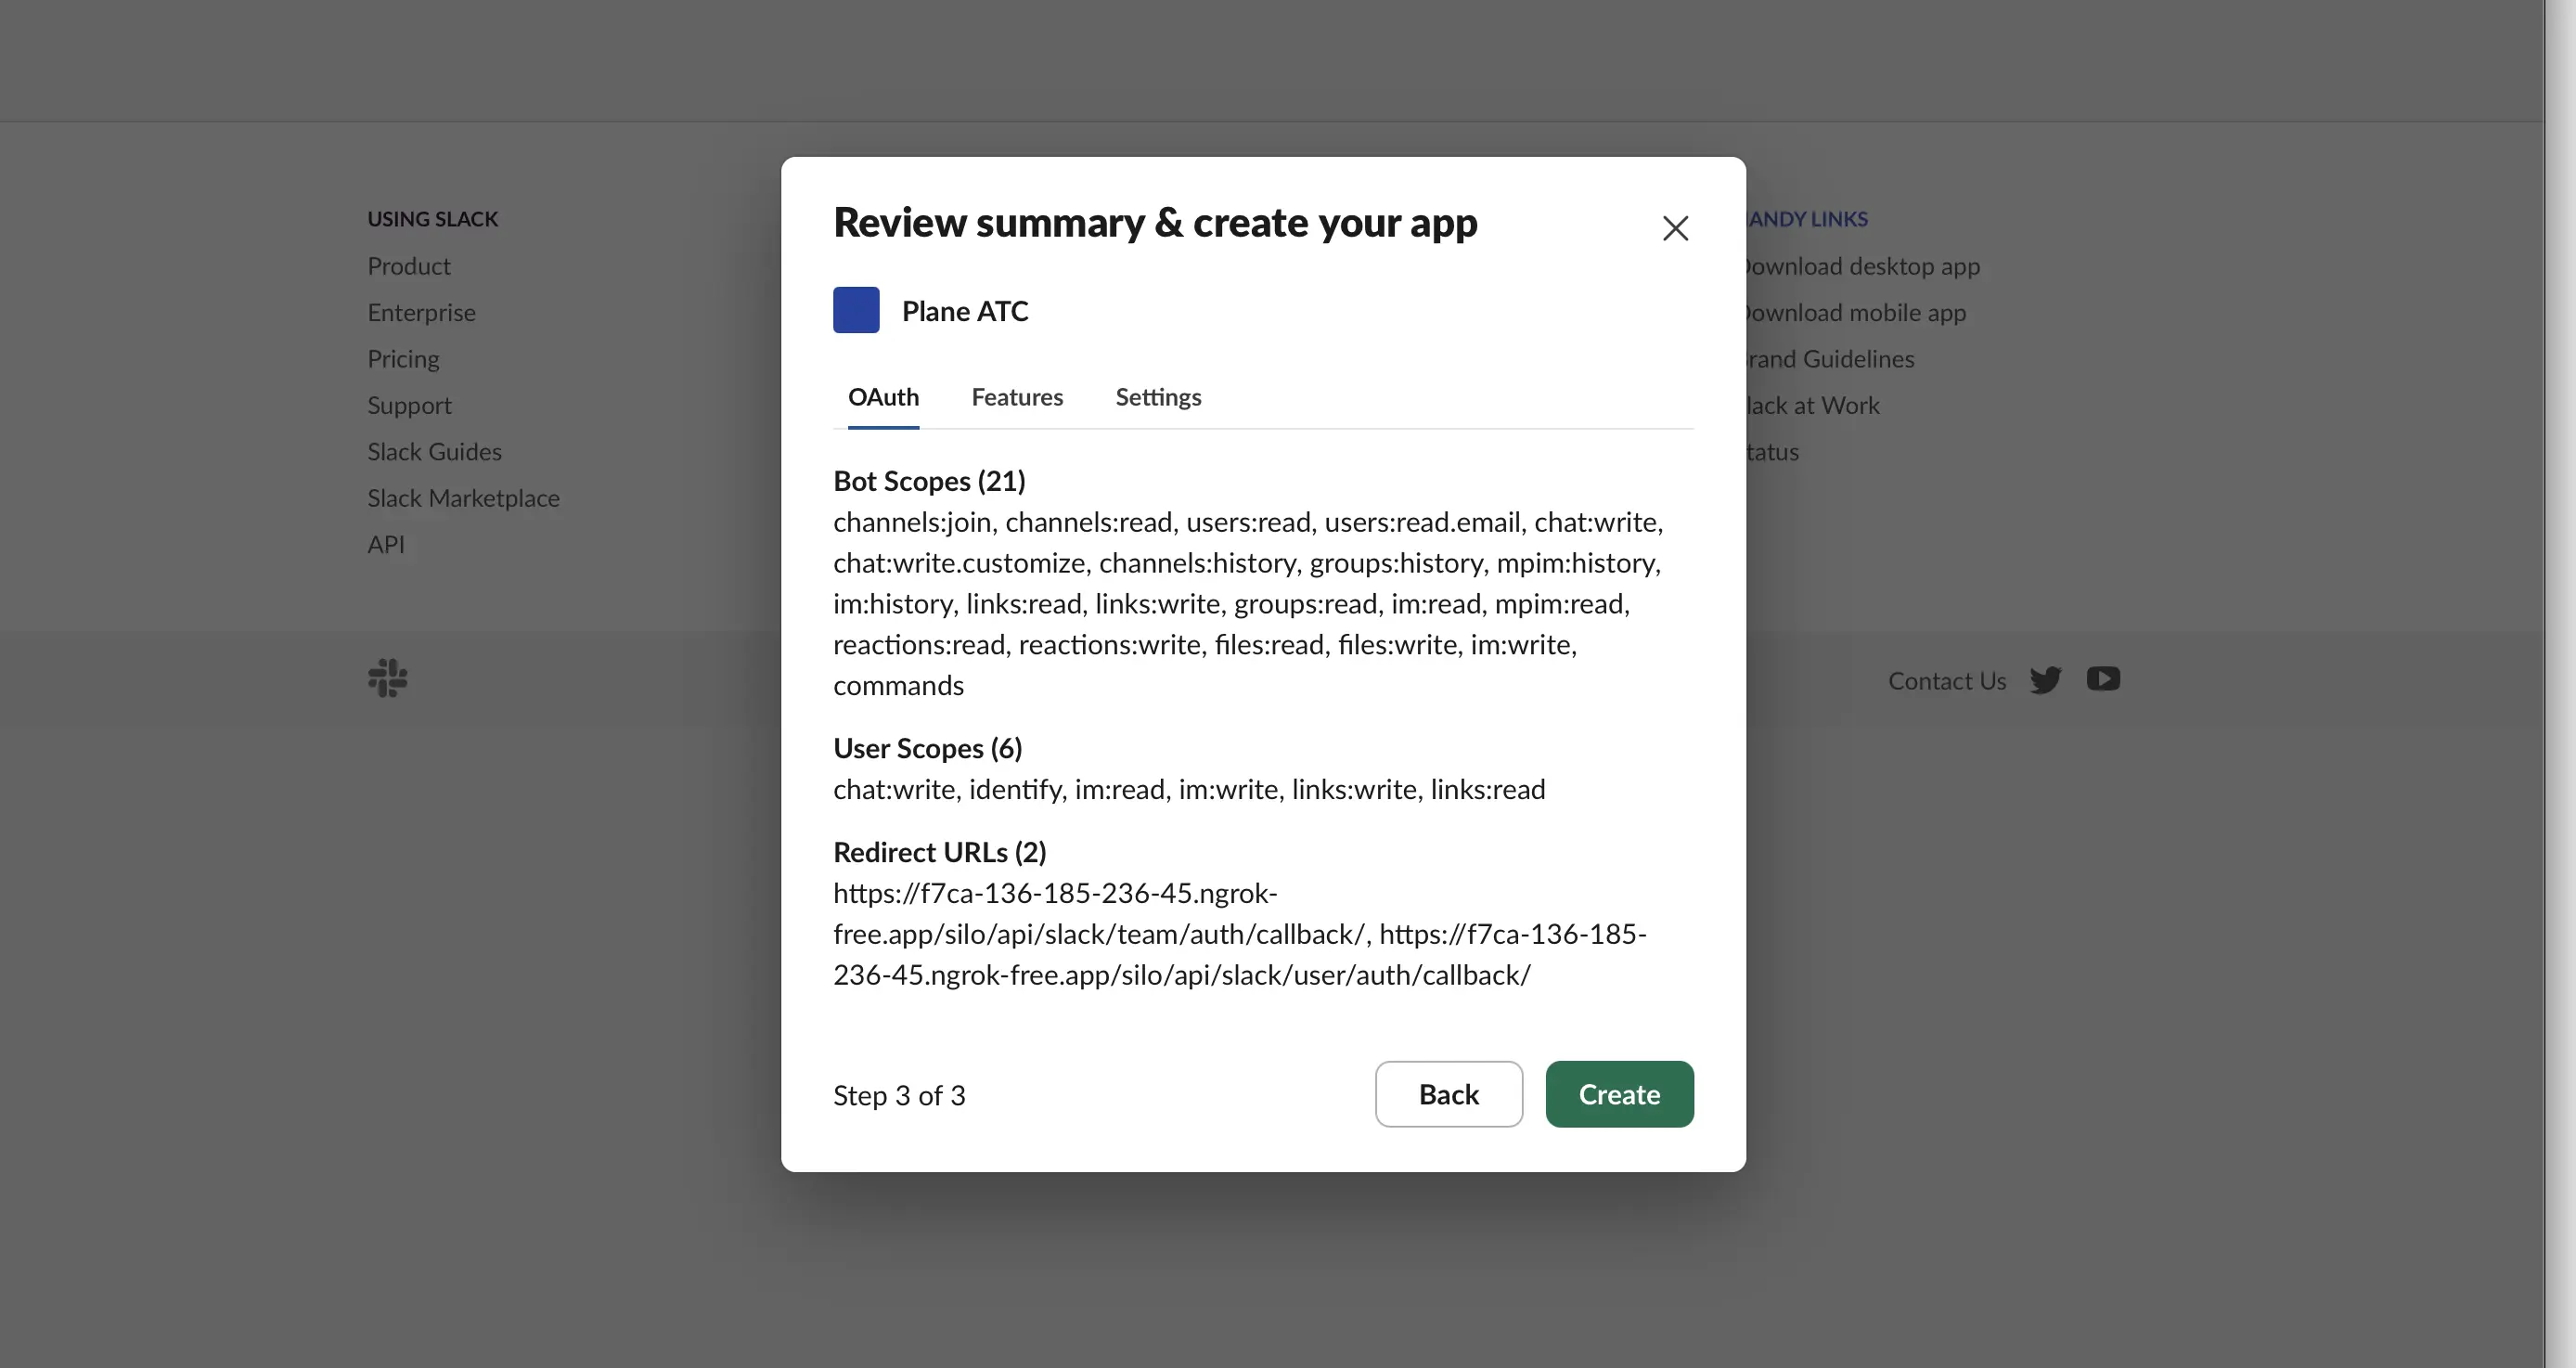 USING SLACK
Product
Enterprise
Pricing
Support
Slack Guides
Slack Marketplace
API
Review summary & create your app
Plane ATC
OAuth
Features
Settings
Bot Scopes (21)
channels:join, channels:read, users:read, users:read.email, chat:write,
chat:write.customize, channels:history, groups:history, mpim:history,
im:history, links:read, links:write, groups:read, im:read, mpim:read,
reactions:read, reactions:write, files:read, files:write, im:write,
commands
User Scopes (6)
chat:write, identify, im:read, im:write, links:write, links:read
Redirect URLs (2)
https://f7ca-136-185-236-45.ngrok-
free.app/silo/api/slack/team/auth/callback/, https://f7ca-136-185-
236-45.ngrok-free.app/silo/api/slack/user/auth/callback/
Step 3 of 3
Back
Create
ANDY LINKS
ownload desktop app
ownload mobile app
rand Guidelines
lack at Work
tatus
Contact Us